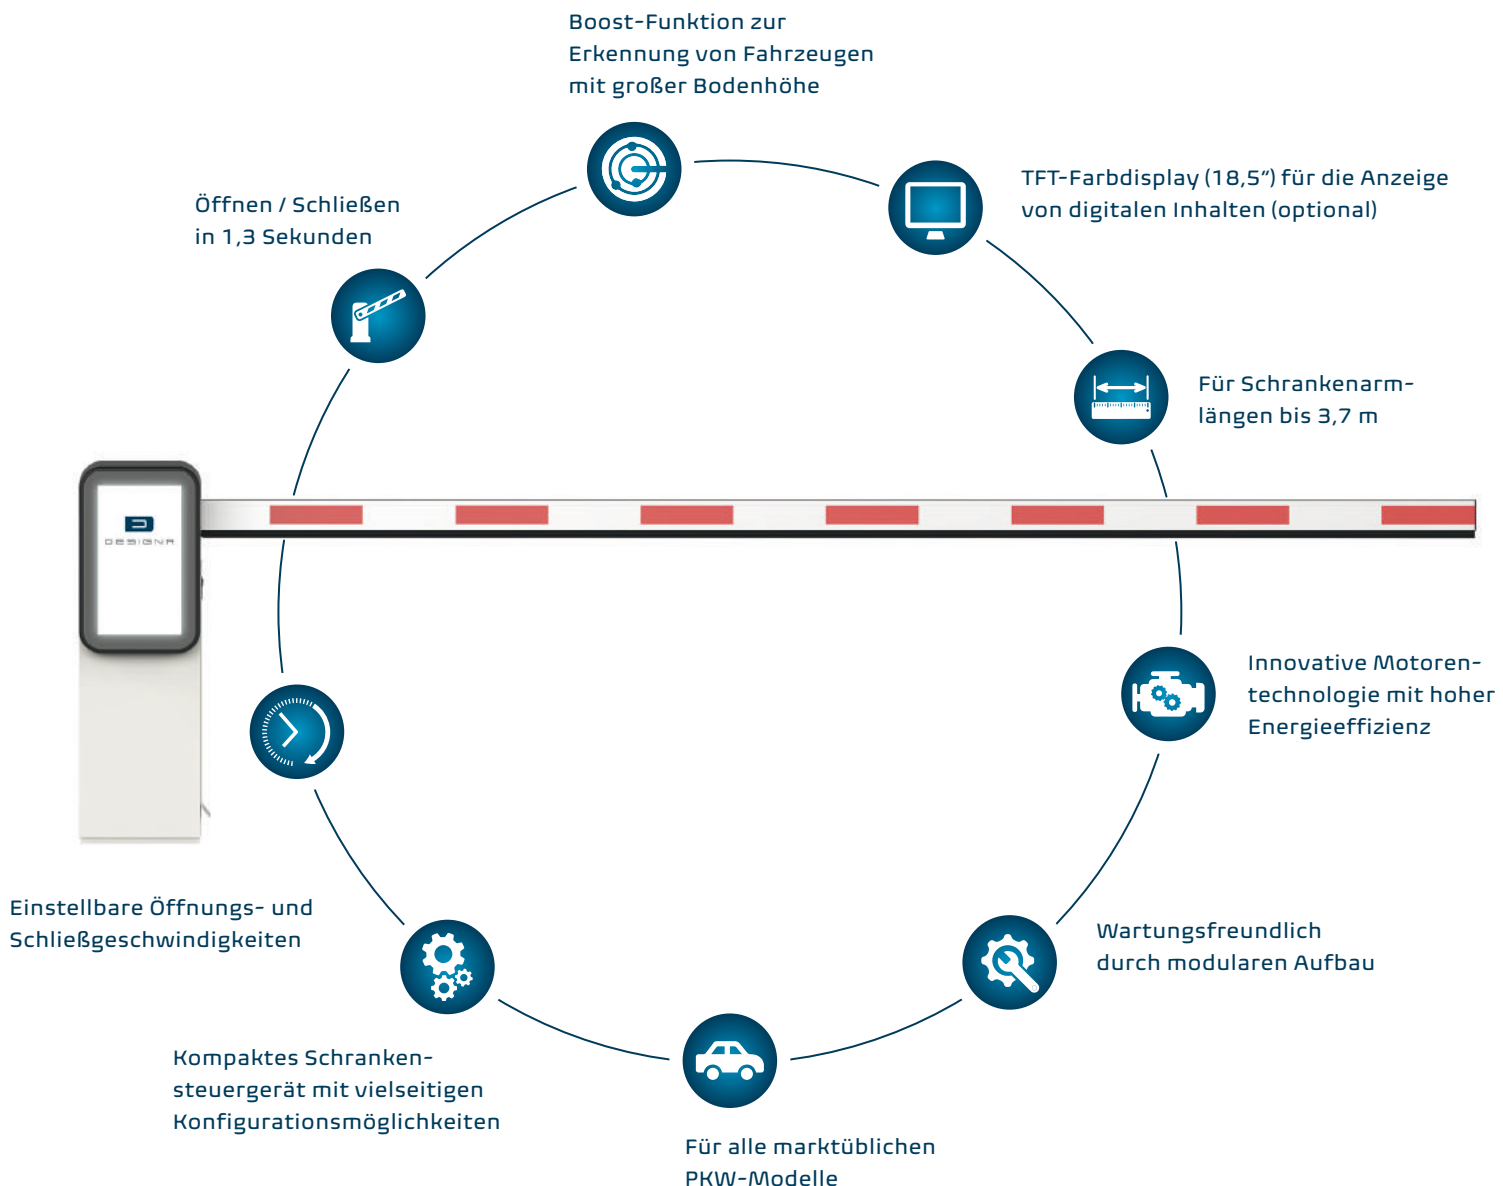 Boost-Funktion zur
Erkennung von Fahrzeugen
mit großer Bodenhöhe
TFT-Farbdisplay (18,5“) für die Anzeige
von digitalen Inhalten (optional)
Öffnen / Schließen
in 1,3 Sekunden
Für Schrankenarm-
längen bis 3,7 m
DESIGNA
Innovative Motoren-
technologie mit hoher
Energieeffizienz
Einstellbare Öffnungs- und
Schließgeschwindigkeiten
Wartungsfreundlich
durch modularen Aufbau
Kompaktes Schranken-
steuergerät mit vielseitigen
Konfigurationsmöglichkeiten
Für alle marktüblichen
PKW-Modelle